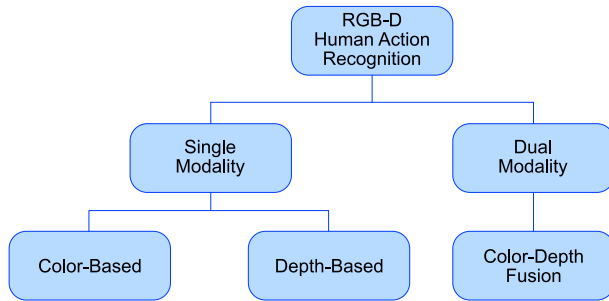 RGB-D
Human Action
Recognition
Single
Modality
Dual
Modality
Color-Based
Depth-Based
Color-Depth
Fusion